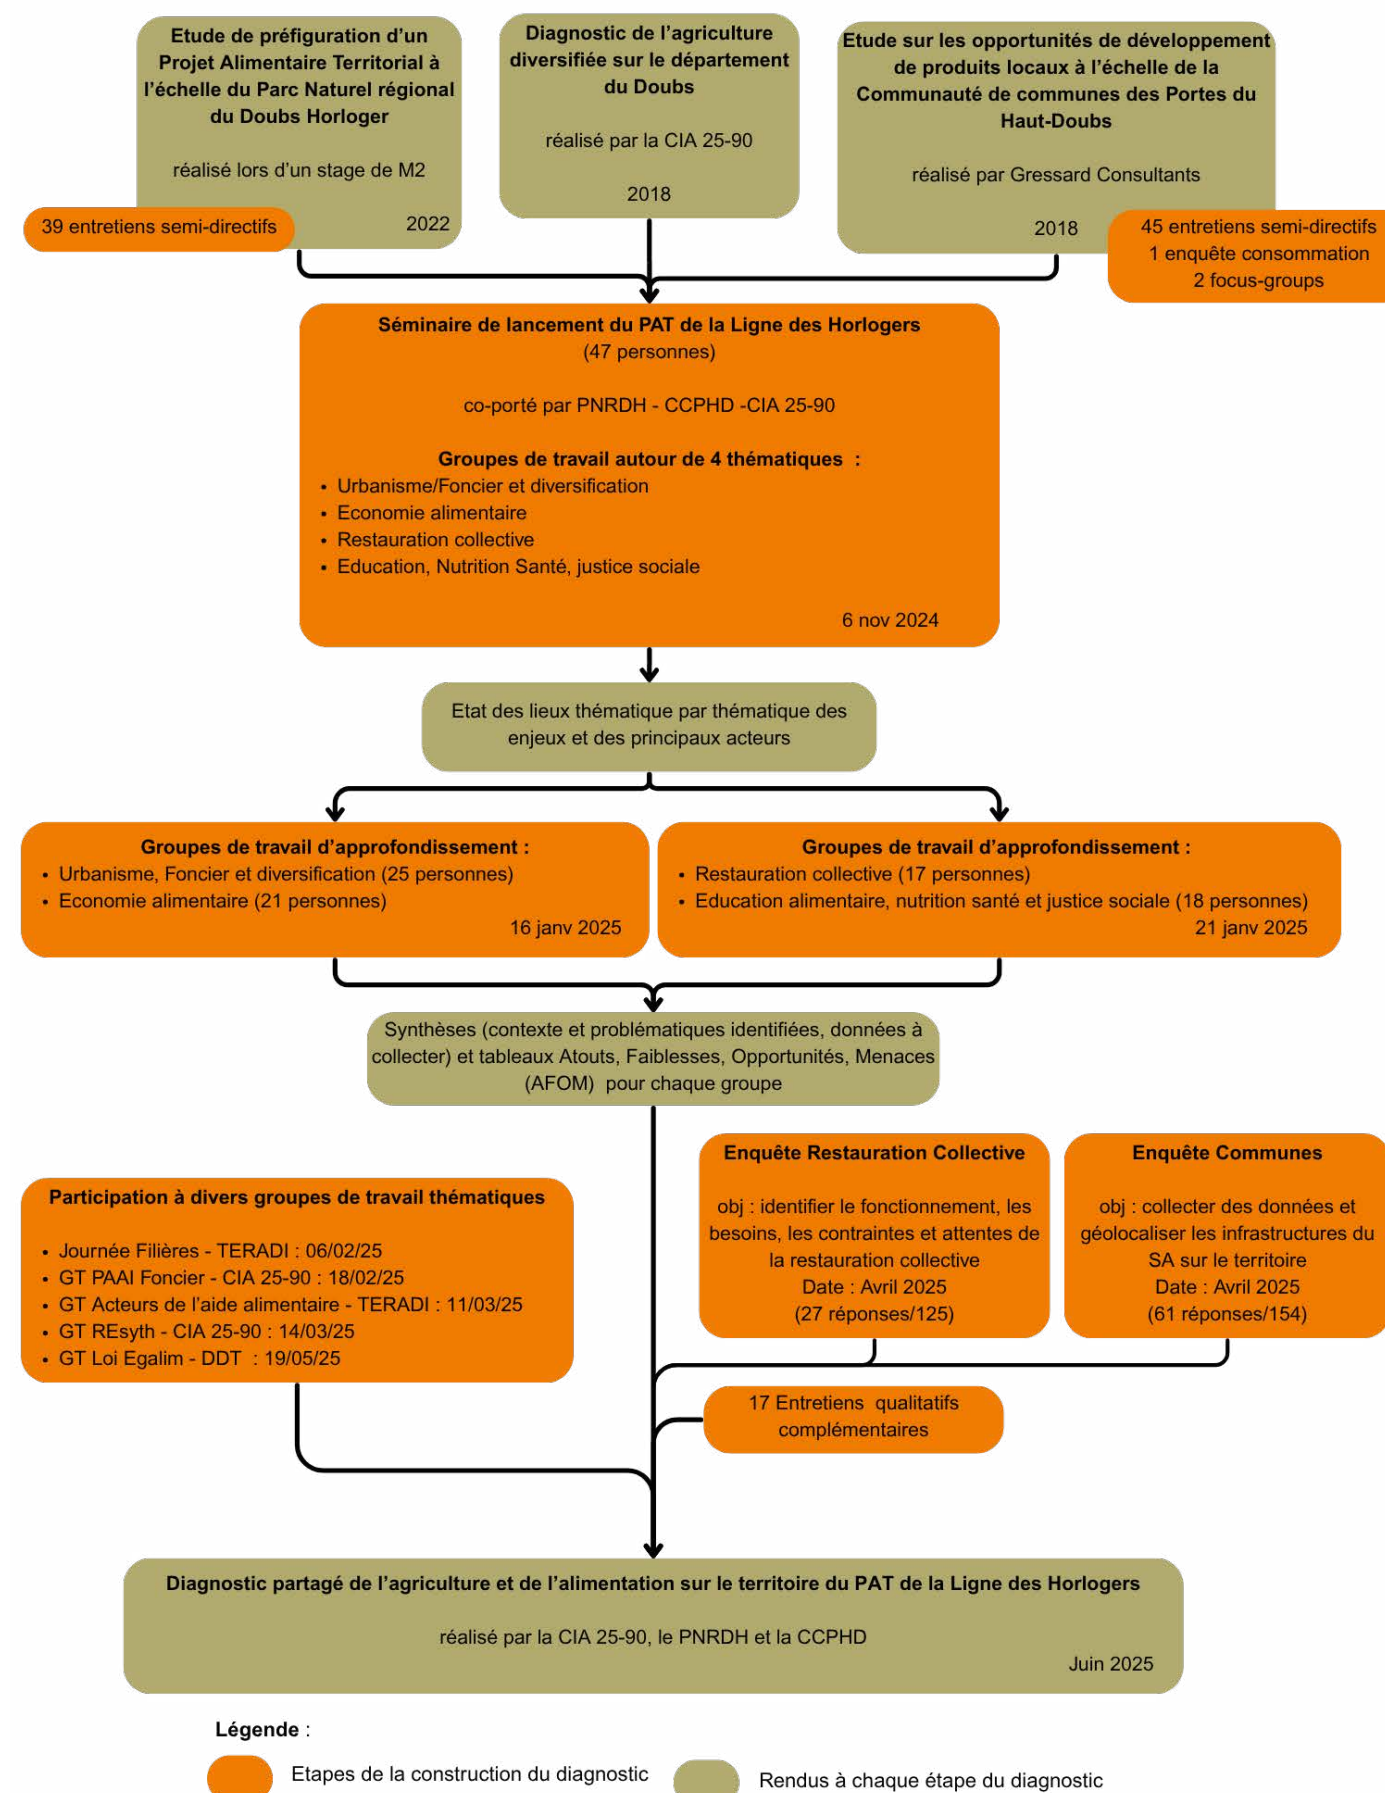 Etude de préfiguration d'un
Projet Alimentaire Territorial à
l'échelle du Parc Naturel régional
du Doubs Horloger
réalisé lors d'un stage de M2
2022
39 entretiens semi-directifs
Diagnostic de l'agriculture
diversifiée sur le département
du Doubs
réalisé par la CIA 25-90
2018
Etude sur les opportunités de développement
de produits locaux à l'échelle de la
Communauté de communes des Portes du
Haut-Doubs
réalisé par Gressard Consultants
2018
45 entretiens semi-directifs
1 enquête consommation
2 focus-groups
Séminaire de lancement du PAT de la Ligne des Horlogers
(47 personnes)
co-porté par PNRDH - CCPHD -CIA 25-90
Groupes de travail autour de 4 thématiques :
• Urbanisme/Foncier et diversification
• Economie alimentaire
• Restauration collective
• Education, Nutrition Santé, justice sociale
6 nov 2024
Etat des lieux thématique par thématique des
enjeux et des principaux acteurs
Groupes de travail d'approfondissement :
• Urbanisme, Foncier et diversification (25 personnes)
• Economie alimentaire (21 personnes)
16 janv 2025
Groupes de travail d'approfondissement :
• Restauration collective (17 personnes)
• Education alimentaire, nutrition santé et justice sociale (18 personnes)
21 janv 2025
Synthèses (contexte et problématiques identifiées, données à
collecter) et tableaux Atouts, Faiblesses, Opportunités, Menaces
(AFOM) pour chaque groupe
Participation à divers groupes de travail thématiques
• Journée Filières - TERADI : 06/02/25
• GT PAAI Foncier - CIA 25-90 : 18/02/25
• GT Acteurs de l'aide alimentaire - TERADI : 11/03/25
• GT REsyth - CIA 25-90 : 14/03/25
• GT Loi Egalim - DDT : 19/05/25
Enquête Restauration Collective
obj : identifier le fonctionnement, les
besoins, les contraintes et attentes de
la restauration collective
Date : Avril 2025
(27 réponses/125)
Enquête Communes
obj : collecter des données et
géolocaliser les infrastructures du
SA sur le territoire
Date : Avril 2025
(61 réponses/154)
17 Entretiens qualitatifs
complémentaires
Diagnostic partagé de l'agriculture et de l'alimentation sur le territoire du PAT de la Ligne des Horlogers
réalisé par la CIA 25-90, le PNRDH et la CCPHD
Juin 2025
Légende :
Etapes de la construction du diagnostic
Rendus à chaque étape du diagnostic